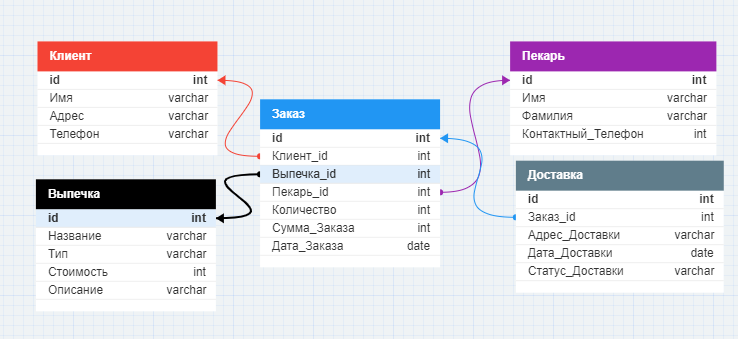 Клиент
id int
Имя varchar
Адрес varchar
Телефон varchar
Выпечка
id int
Название varchar
Тип varchar
Стоимость int
Описание varchar
Заказ
id int
Клиент_id int
Выпечка_id int
Пекарь_id int
Количество int
Сумма_Заказа int
Дата_Заказа date
Пекарь
id int
Имя varchar
Фамилия varchar
Контактный_Телефон int
Доставка
id int
Заказ_id int
Адрес_Доставки varchar
Дата_Доставки date
Статус_Доставки varchar